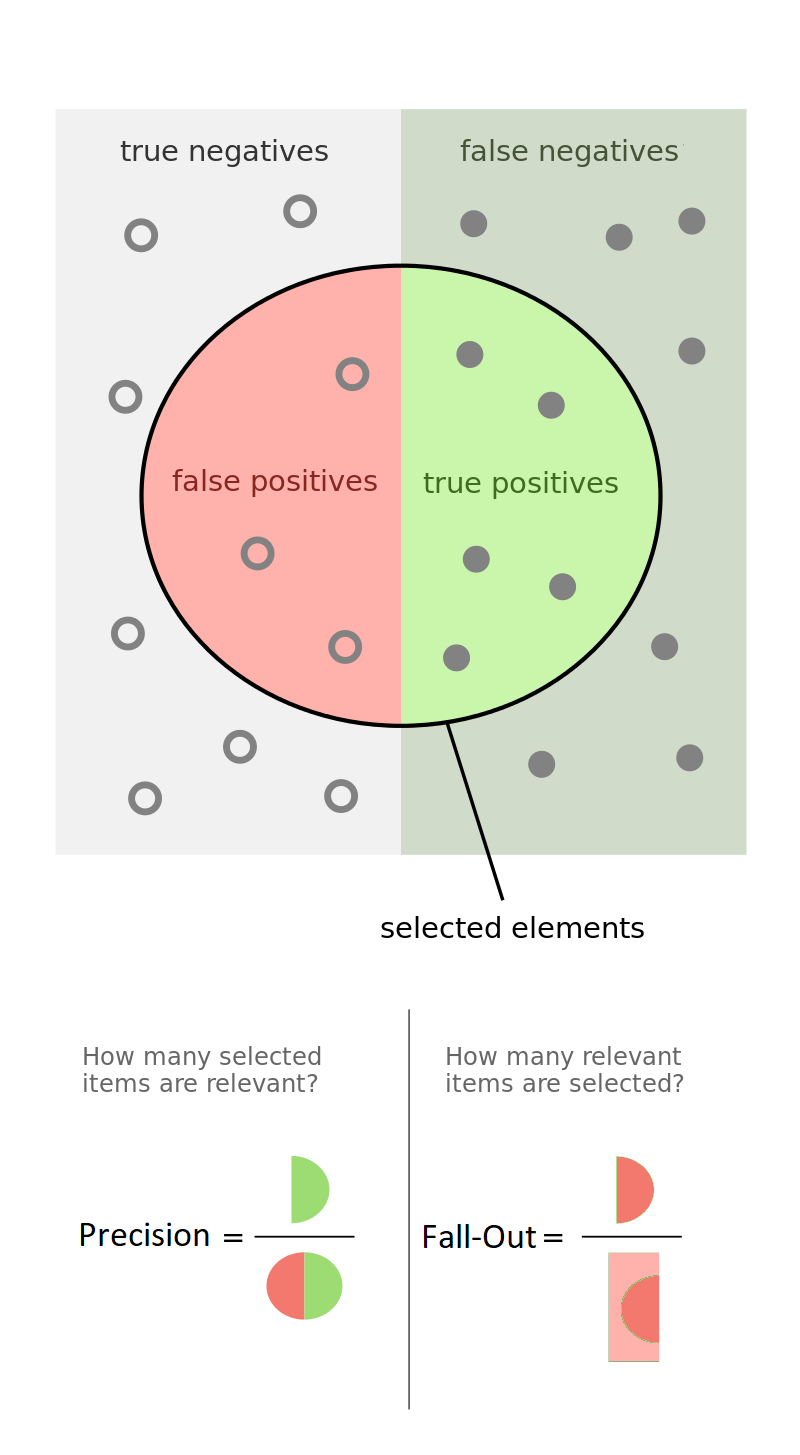 true negatives
false negatives
false positives
true positives
selected elements
How many selected
items are relevant?
How many relevant
items are selected?
Precision =
Fall-Out =